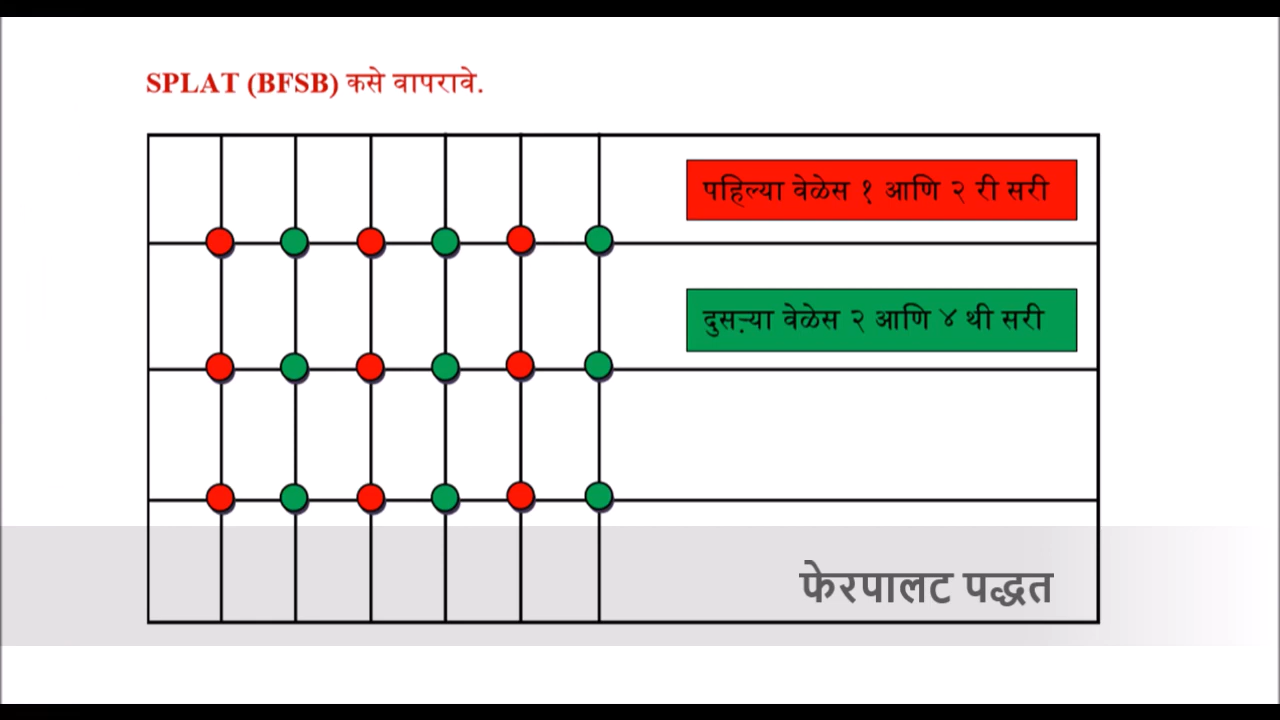 SPLAT (BFSB) कसे वापरावे.
पहिल्या वेळेस १ आणि २ री सरी
दुसऱ्या वेळेस २ आणि ४ थी सरी
फेरपालट पद्धत